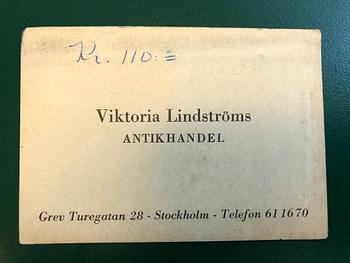 Kr. 110:=
Viktoria Lindströms
ANTIKHANDEL
Grev Turegatan 28 - Stockholm - Telefon 61 16 70